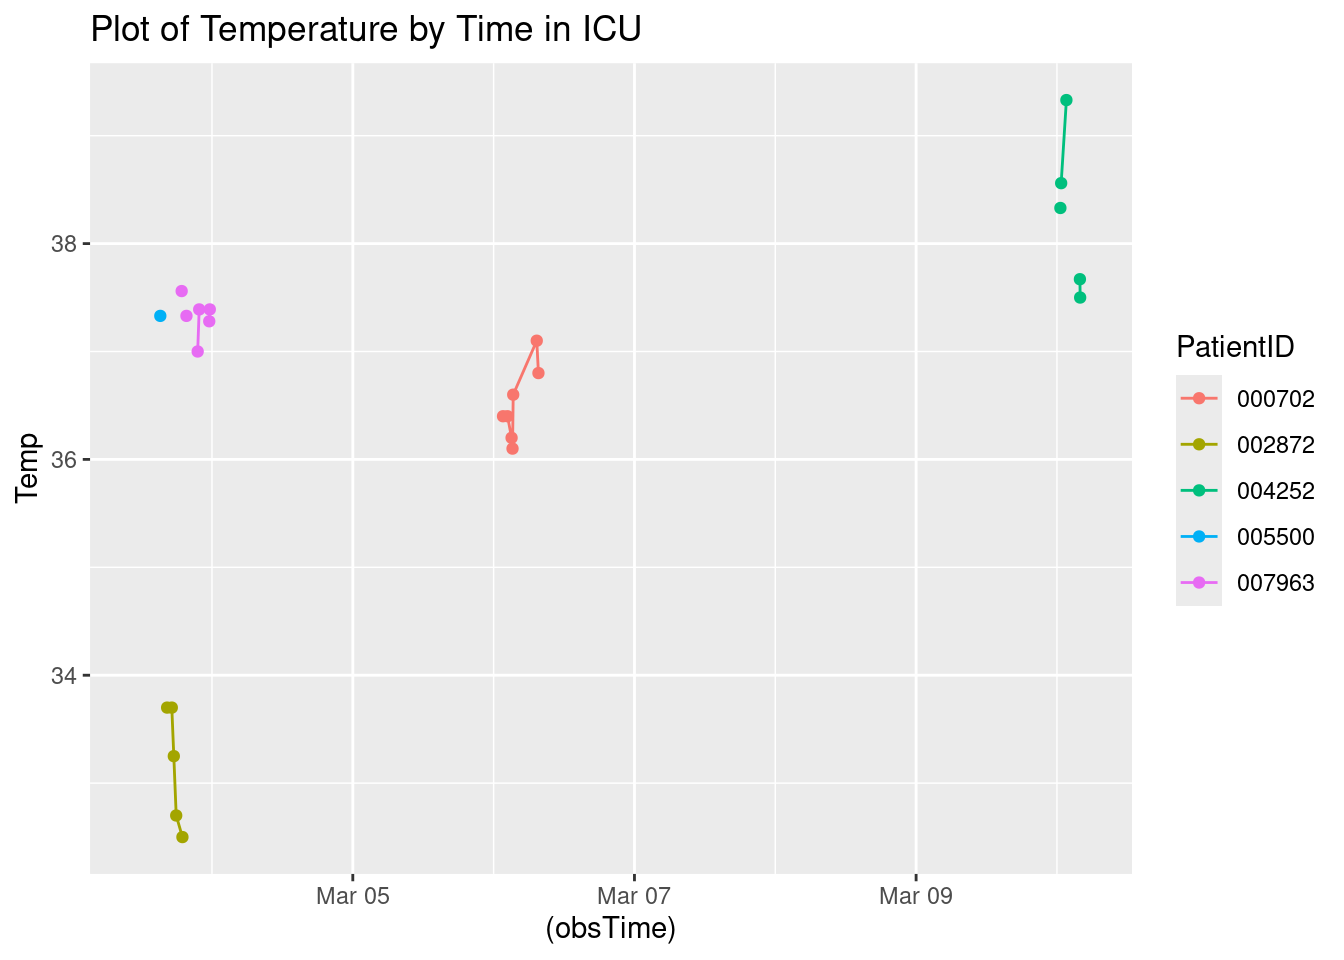 Plot of Temperature by Time in ICU
38
36
34
Temp
Mar 05
Mar 07
Mar 09
(obsTime)
PatientID
000702
002872
004252
005500
007963